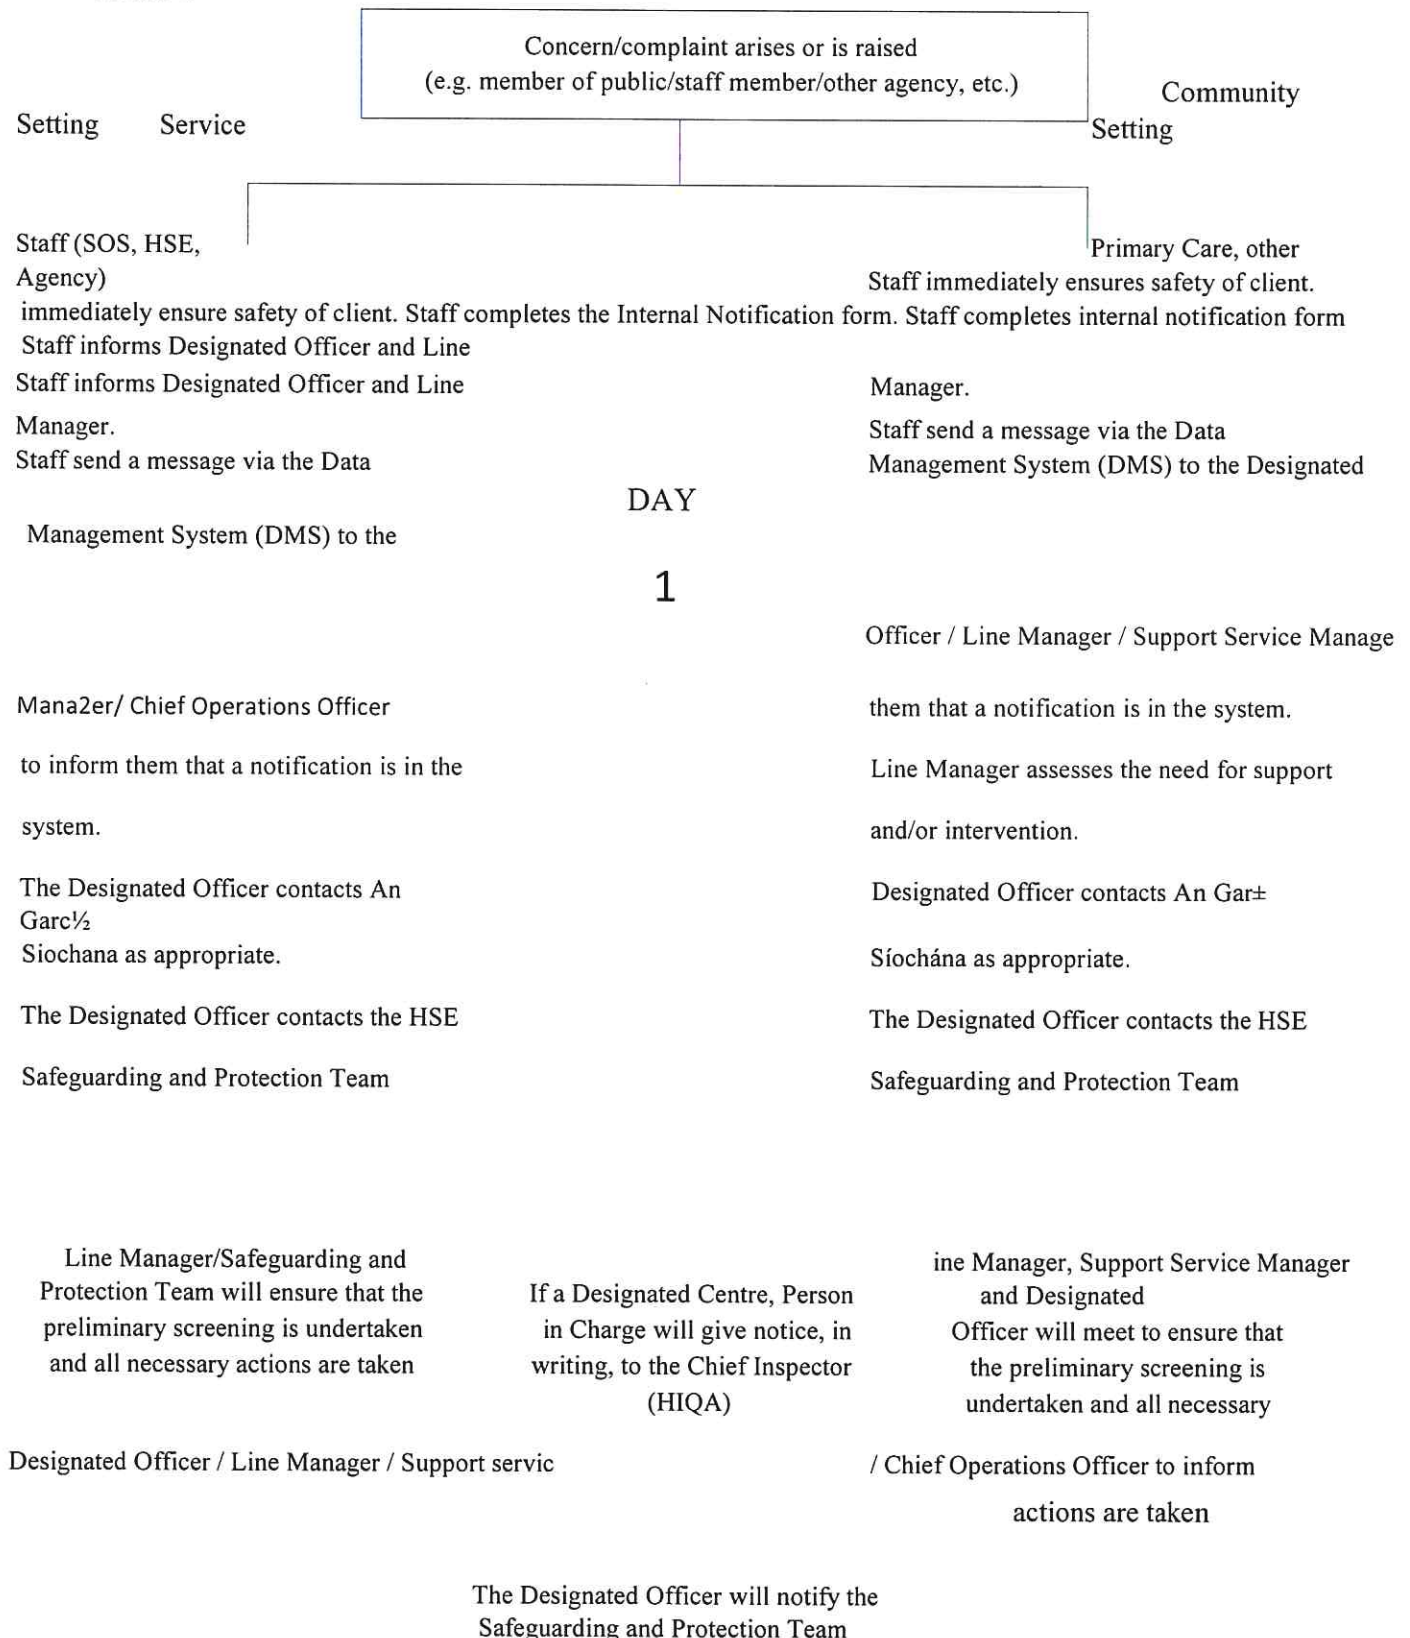 Concern/complaint arises or is raised
(e.g. member of public/staff member/other agency, etc.)
Community
Setting Service
Setting
Staff (SOS, HSE,
Agency)
Primary Care, other
Staff immediately ensures safety of client.
immediately ensure safety of client. Staff completes the Internal Notification form. Staff completes internal notification form
Staff informs Designated Officer and Line
Staff informs Designated Officer and Line
Manager.
Manager.
Staff send a message via the Data
Staff send a message via the Data
Management System (DMS) to the Designated
DAY
Management System (DMS) to the
1
Officer / Line Manager / Support Service Manage
Mana2er/ Chief Operations Officer
them that a notification is in the system.
to inform them that a notification is in the
Line Manager assesses the need for support
system.
and/or intervention.
The Designated Officer contacts An
Garc½
Siochana as appropriate.
Designated Officer contacts An Gar±
Síochána as appropriate.
The Designated Officer contacts the HSE
The Designated Officer contacts the HSE
Safeguarding and Protection Team
Safeguarding and Protection Team
Line Manager/Safeguarding and
Protection Team will ensure that the
preliminary screening is undertaken
and all necessary actions are taken
If a Designated Centre, Person
in Charge will give notice, in
writing, to the Chief Inspector
(HIQA)
ine Manager, Support Service Manager
and Designated
Officer will meet to ensure that
the preliminary screening is
undertaken and all necessary
Designated Officer / Line Manager / Support servic
/ Chief Operations Officer to inform
actions are taken
The Designated Officer will notify the
Safeguarding and Protection Team